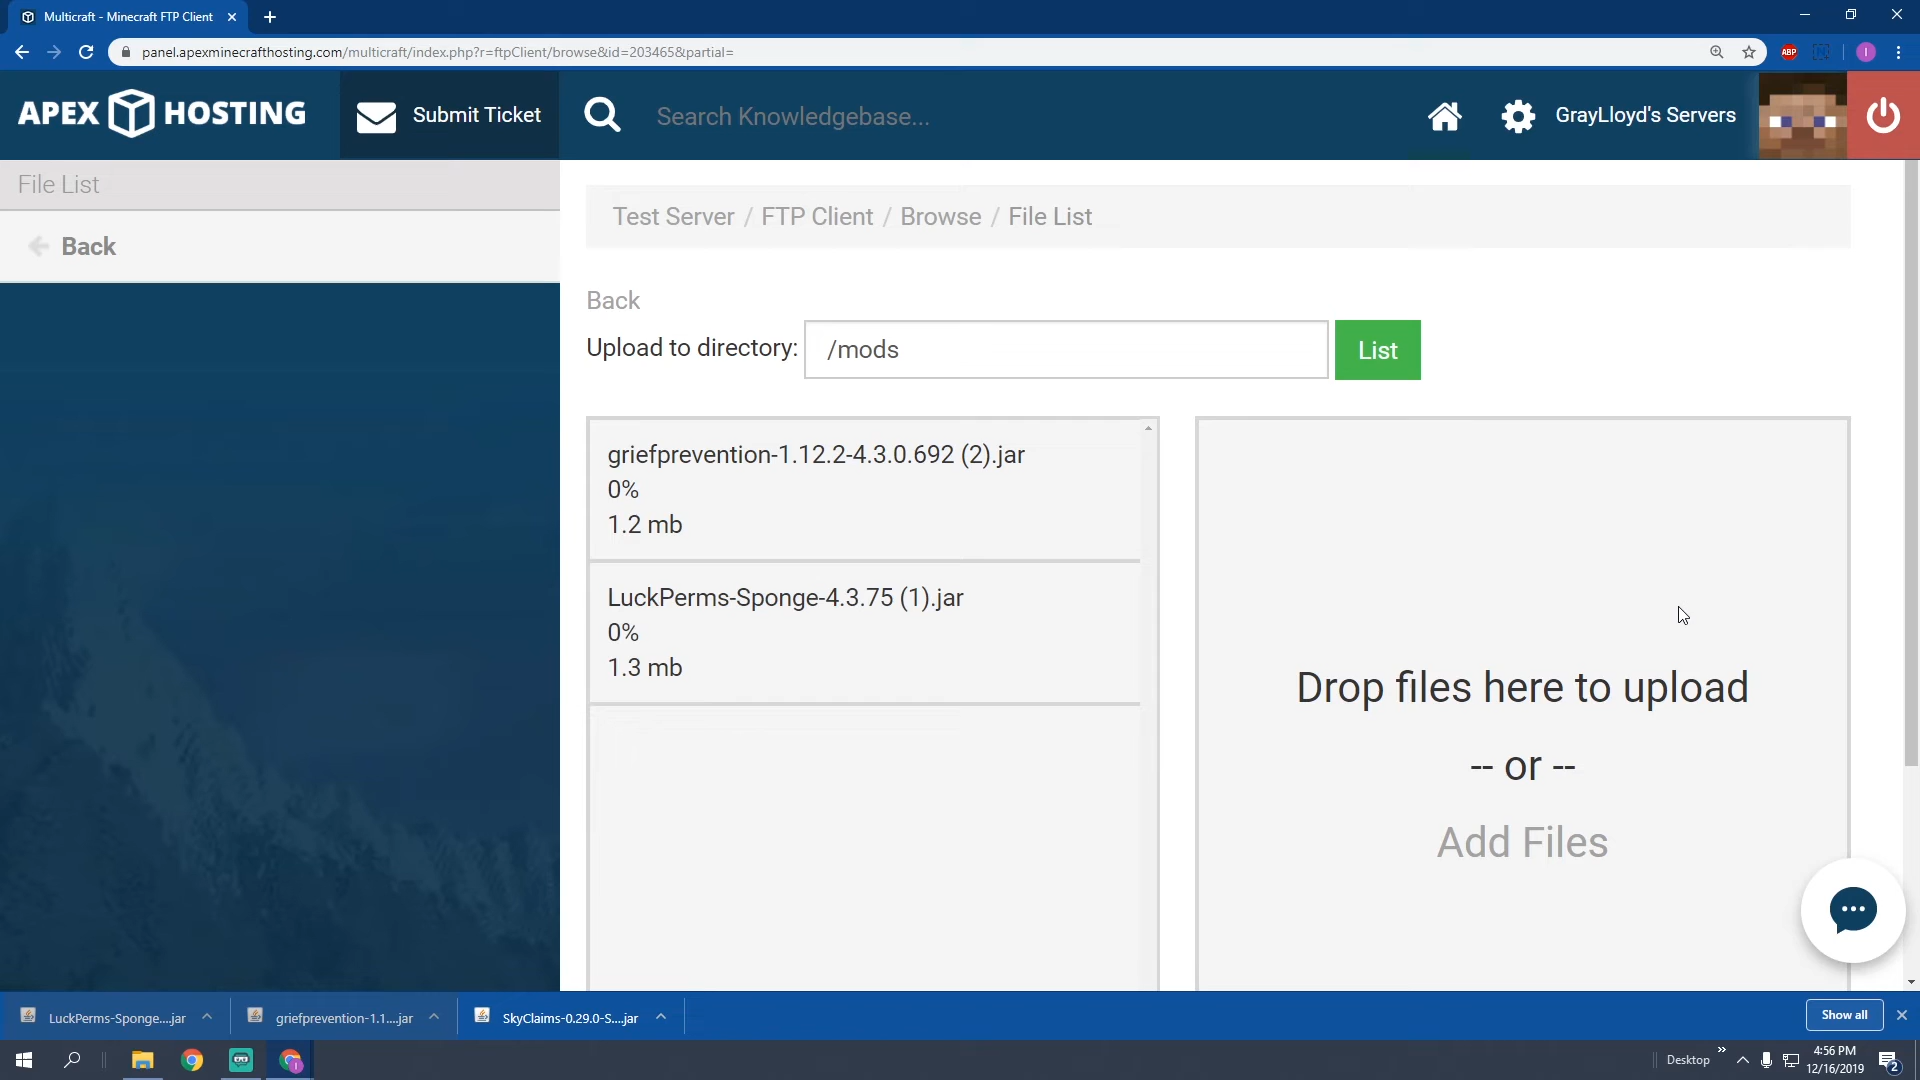 Multicraft - Minecraft FTP Client
panel.apexminecrafthosting.com/multicraft/index.php?r=ftpClient/browse&id=203465&partial=
ABP
I
APEX HOSTING
Submit Ticket
Search Knowledgebase...
GrayLloyd's Servers
File List
Back
Test Server / FTP Client / Browse / File List
Back
Upload to directory:
/mods
List
griefprevention-1.12.2-4.3.0.692 (2).jar
0%
1.2 mb
LuckPerms-Sponge-4.3.75 (1).jar
0%
1.3 mb
Drop files here to upload
-- or --
Add Files
LuckPerms-Sponge....jar
griefprevention-1.1....jar
SkyClaims-0.29.0-S....jar
Show all
Desktop
4:56 PM
12/16/2019
2